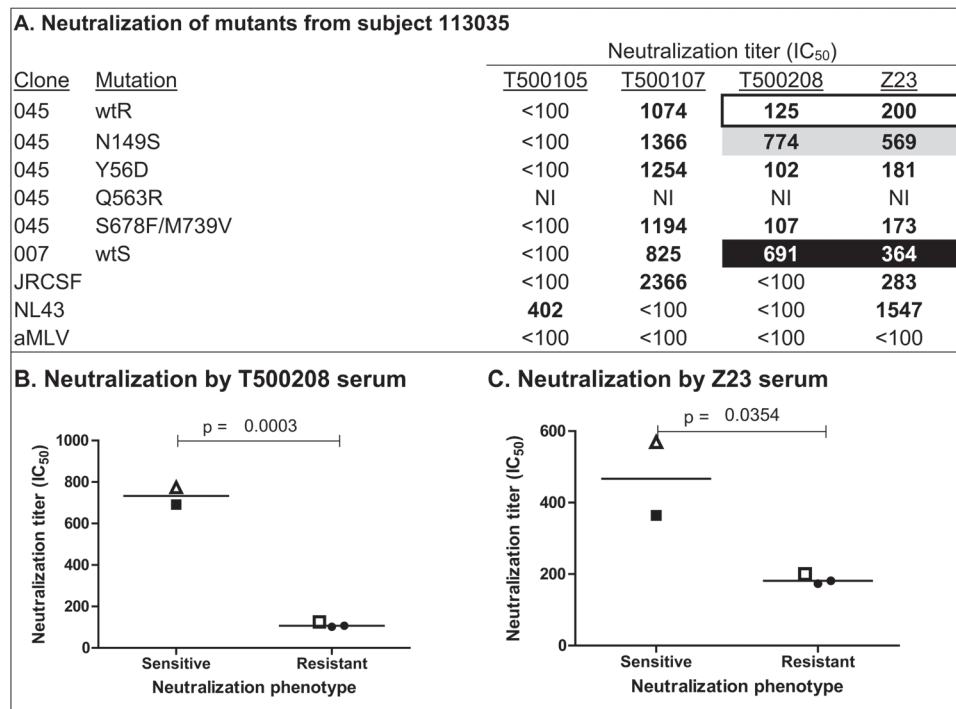 A. Neutralization of mutants from subject 113035
Neutralization titer (IC50)
Clone Mutation T500105 T500107 T500208 Z23
045 wtR <100 1074 125 200
045 N149S <100 1366 774 569
045 Y56D <100 1254 102 181
045 Q563R NI NI NI NI
045 S678F/M739V <100 1194 107 173
007 wtS <100 825 691 364
JRCSF <100 2366 <100 283
NL43 402 <100 <100 1547
aMLV <100 <100 <100 <100
B. Neutralization by T500208 serum
p = 0.0003
Neutralization titer (IC50)
1000
800
600
400
200
0
Sensitive Resistant
Neutralization phenotype
C. Neutralization by Z23 serum
p = 0.0354
Neutralization titer (IC50)
600
400
200
0
Sensitive Resistant
Neutralization phenotype